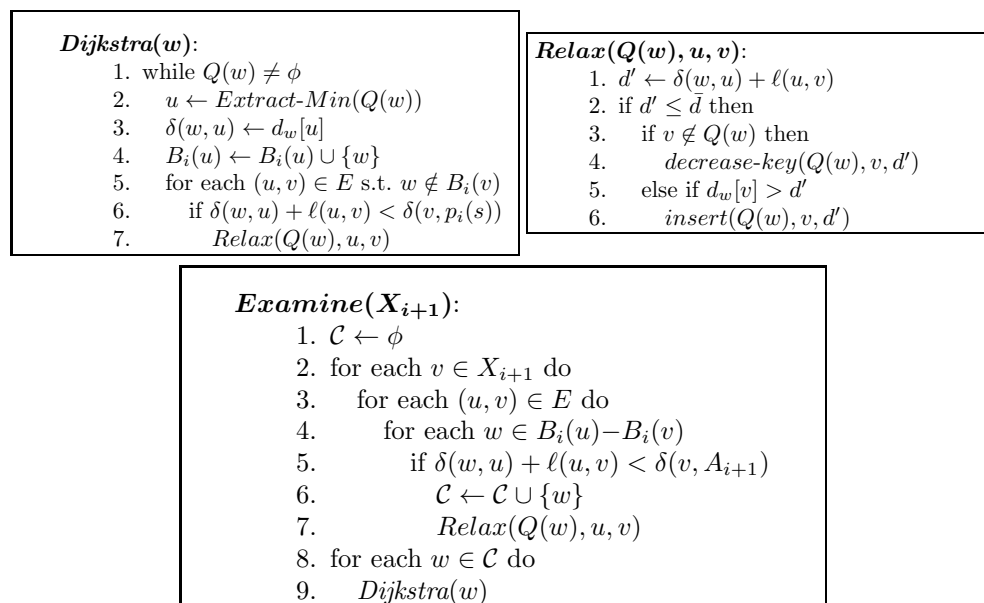 Dijkstra(w):
1. while Q(w) ≠ ϕ
2. u ← Extract-Min(Q(w))
3. δ(w, u) ← d_w[u]
4. B_i(u) ← B_i(u) ∪ {w}
5. for each (u, v) ∈ E s.t. w ∉ B_i(v)
6. if δ(w, u) + ℓ(u, v) < δ(v, p_i(s))
7. Relax(Q(w), u, v)
Relax(Q(w), u, v):
1. d′ ← δ(w, u) + ℓ(u, v)
2. if d′ ≤ d̄ then
3. if v ∉ Q(w) then
4. decrease-key(Q(w), v, d′)
5. else if d_w[v] > d′
6. insert(Q(w), v, d′)
Examine(X_{i+1}):
1. 𝒞 ← ϕ
2. for each v ∈ X_{i+1} do
3. for each (u, v) ∈ E do
4. for each w ∈ B_i(u)−B_i(v)
5. if δ(w, u) + ℓ(u, v) < δ(v, A_{i+1})
6. 𝒞 ← 𝒞 ∪ {w}
7. Relax(Q(w), u, v)
8. for each w ∈ 𝒞 do
9. Dijkstra(w)